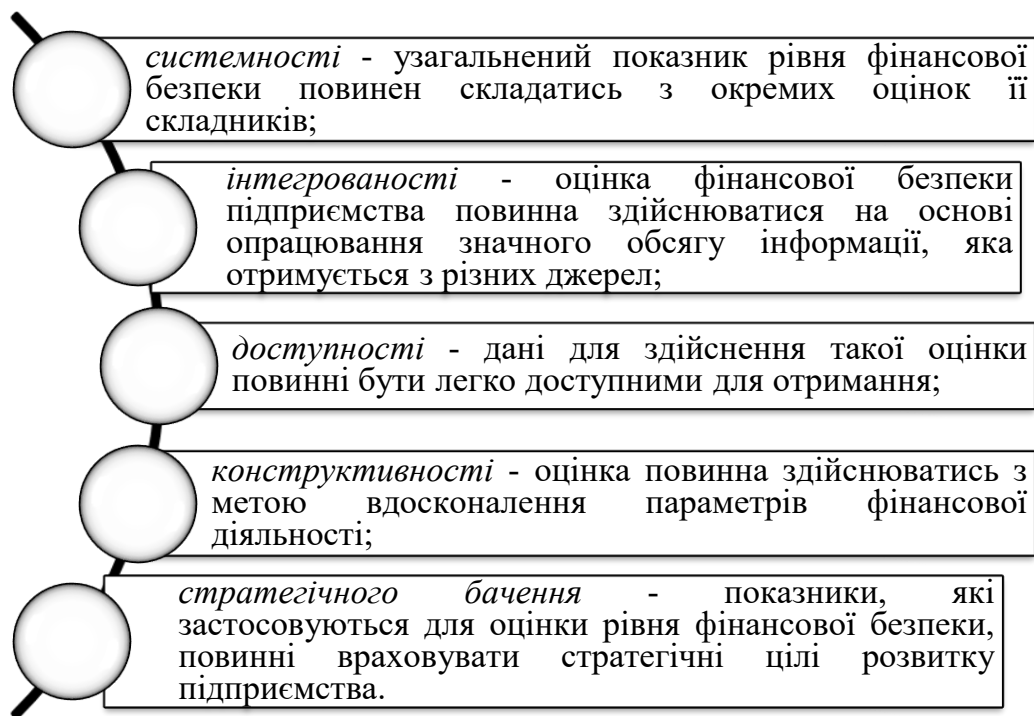 системності - узагальнений показник рівня фінансової
безпеки повинен складатись з окремих оцінок її
складників;
інтегрованості - оцінка фінансової безпеки
підприємства повинна здійснюватися на основі
опрацювання значного обсягу інформації, яка
отримується з різних джерел;
доступності - дані для здійснення такої оцінки
повинні бути легко доступними для отримання;
конструктивності - оцінка повинна здійснюватись з
метою вдосконалення параметрів фінансової
діяльності;
стратегічного бачення - показники, які
застосовуються для оцінки рівня фінансової безпеки,
повинні враховувати стратегічні цілі розвитку
підприємства.